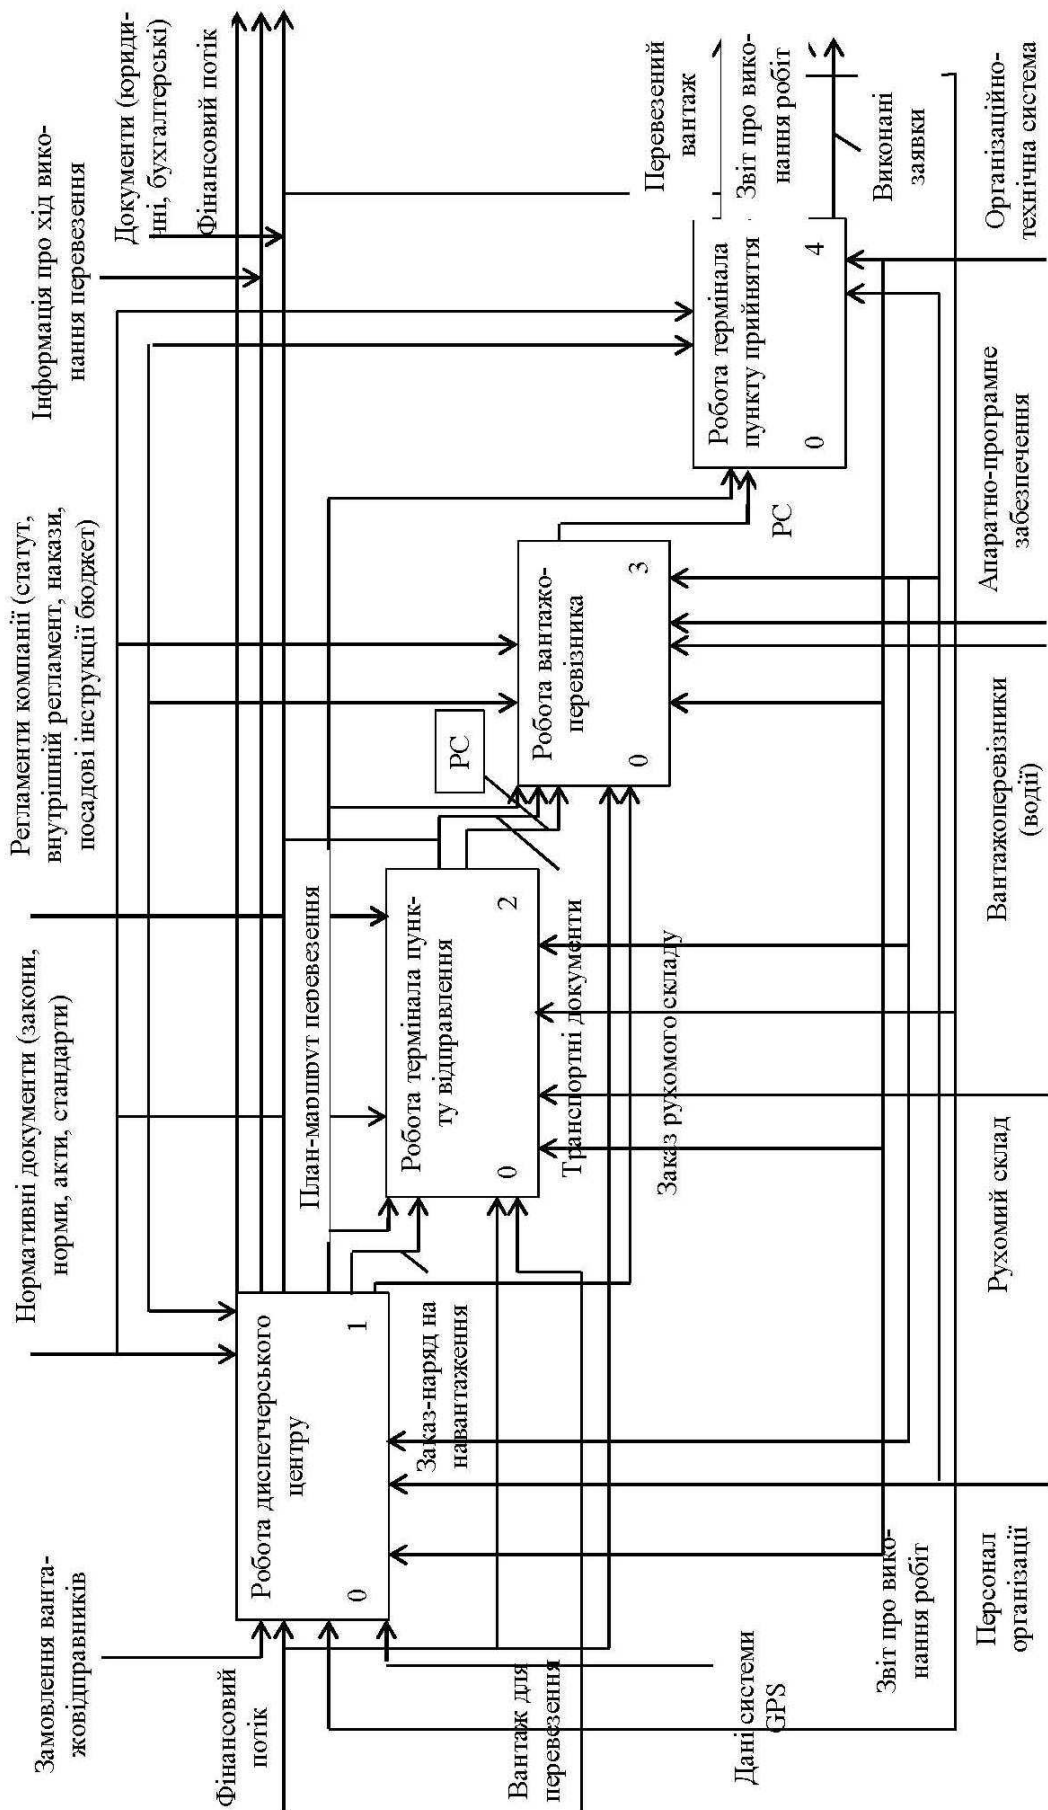 Замовлення ванта-
жовідправників
Нормативні документи (закони,
норми, акти, стандарти)
Регламенти компанії (статут,
внутрішній регламент, накази,
посадові інструкції бюджет)
Інформація про хід вико-
нання перевезення
Документи (юриди-
чні, бухгалтерські)
Фінансовий потік
Фінансовий
потік
Робота диспетчерського
центру
0
1
План-маршрут перевезення
Заказ-наряд на
навантаження
Робота термінала пунк-
ту відправлення
0
2
РС
Транспортні документи
Заказ рухомого складу
Робота вантажо-
перевізника
0
3
РС
Робота термінала
пункту прийняття
0
4
Перевезений
вантаж
Звіт про вико-
нання робіт
Виконані
заявки
Вантаж для
перевезення
Дані системи
GPS
Звіт про вико-
нання робіт
Персонал
організації
Рухомий склад
Вантажоперевізники
(водії)
Апаратно-програмне
забезпечення
Організаційно-
технічна система